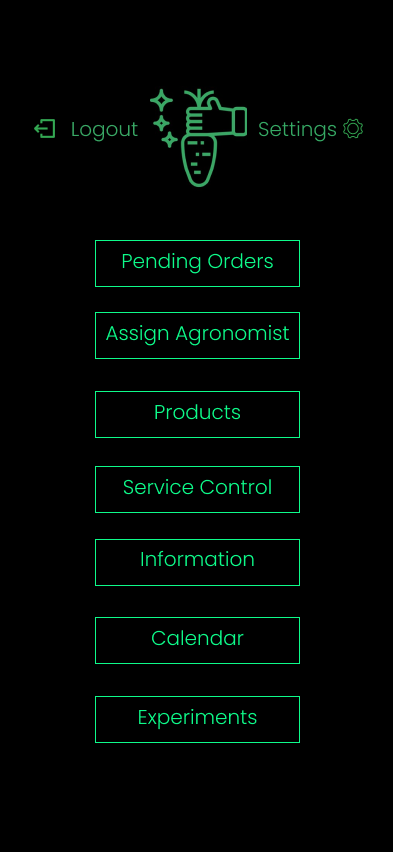 Logout
Settings
Pending Orders
Assign Agronomist
Products
Service Control
Information
Calendar
Experiments